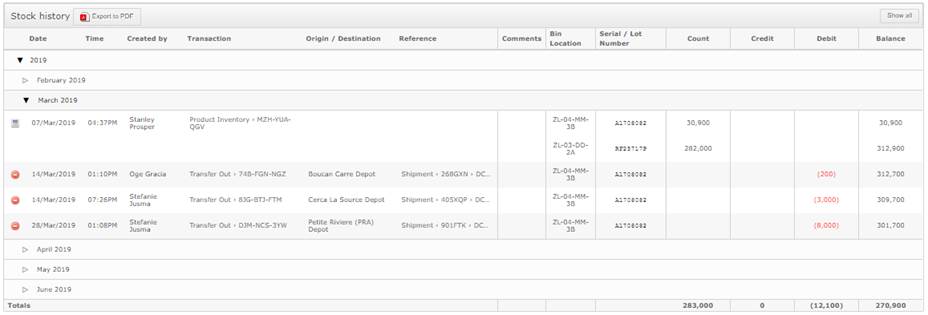 Stock history Export to PDF Show all
Date Time Created by Transaction Origin / Destination Reference Comments Bin Location Serial / Lot Number Count Credit Debit Balance
2019
February 2019
March 2019
07/Mar/2019 04:37PM Stanley Prosper Product Inventory › MZH-YUA-QGV ZL-04-MM-3B 30,900 30,900
ZL-03-DD-2A 282,000 312,900
14/Mar/2019 01:10PM Oge Gracia Transfer Out › 74B-FGN-NGZ Boucan Carre Depot Shipment › 268GXN › DC... ZL-04-MM-3B (200) 312,700
14/Mar/2019 07:26PM Stefanie Jusma Transfer Out › 83G-BTJ-FTM Cerca La Source Depot Shipment › 405XQP › DC... ZL-04-MM-3B (3,000) 309,700
28/Mar/2019 01:08PM Stefanie Jusma Transfer Out › DJM-NCS-3YW Petite Riviere (PRA) Depot Shipment › 901FTK › DC... ZL-04-MM-3B (8,000) 301,700
April 2019
May 2019
June 2019
Totals 283,000 0 (12,100) 270,900